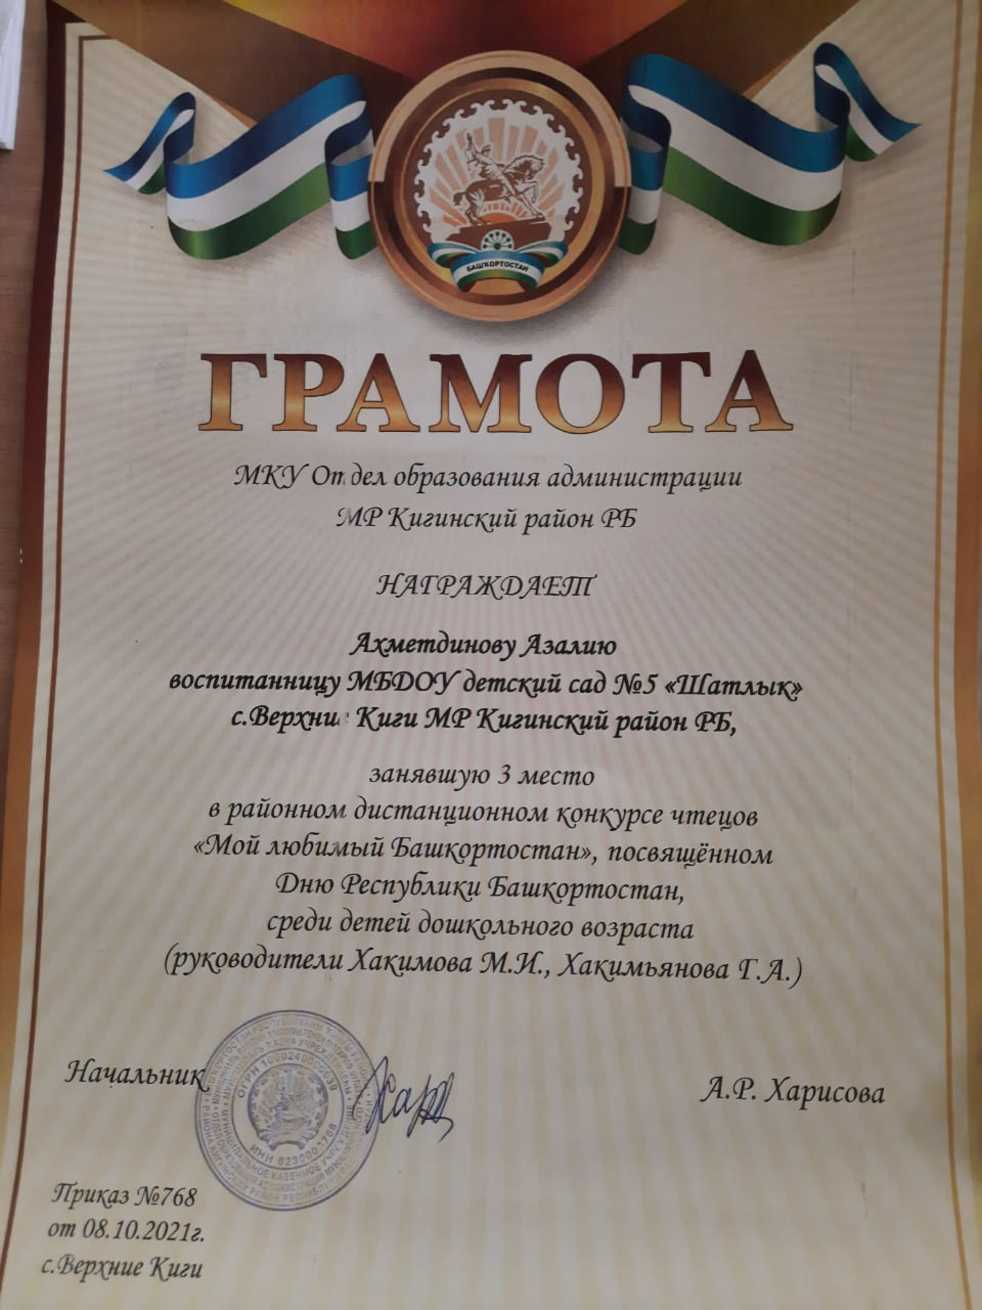 БАШҠОРТОСТАН
ГРАМОТА
МКУ Отдел образования администрации
МР Кигинский район РБ
НАГРАЖДАЕТ
Ахметдинову Азалию
воспитанницу МБДОУ детский сад №5 «Шатлык»
с.Верхние Киги МР Кигинский район РБ,
занявшую 3 место
в районном дистанционном конкурсе чтецов
«Мой любимый Башкортостан», посвящённом
Дню Республики Башкортостан,
среди детей дошкольного возраста
(руководители Хакимова М.И., Хакимьянова Г.А.)
Начальник
А.Р. Харисова
Приказ №768
от 08.10.2021г.
с.Верхние Киги